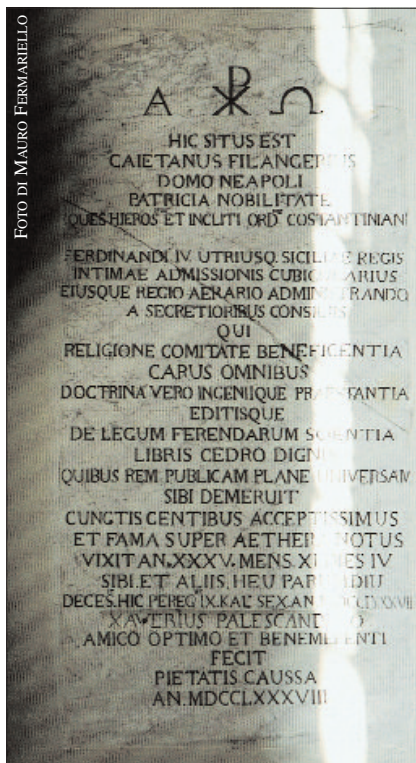 FOTO DI MAURO FERMARIELLO
Α ☧ Ω
HIC SITUS EST
CAIETANUS FILANGERIUS
DOMO NEAPOLI
PATRICIA NOBILITATE
QUES HIEROS ET INCLITI ORD COSTANTINIANI
FERDINANDI IV UTRIUSQ. SICILIAE REGIS
INTIMAE ADMISSIONIS CUBICULARIUS
EIUSQUE REGIO AERARIO ADMINISTRANDO
A SECRETIORIBUS CONSILIIS
QUI
RELIGIONE COMITATE BENEFICENTIA
CARUS OMNIBUS
DOCTRINA VERO INGENIIQUE PRAESTANTIA
EDITISQUE
DE LEGUM FERENDARUM SCIENTIA
LIBRIS CEDRO DIGNIS
QUIBUS REM PUBLICAM PLANE UNIVERSAM
SIBI DEMERUIT
CUNCTIS GENTIBUS ACCEPTISSIMUS
ET FAMA SUPER AETHERA NOTUS
VIXIT AN. XXXV. MENS. XI DIES IV
SIBI. ET ALIIS, HEU PARUM DIU
DECES. HIC PEREG IX. KAL SEX. AN
XAVERIUS PALESCANDOLO
AMICO OPTIMO ET BENEMERENTI
FECIT
PIETATIS CAUSSA
AN. MDCCLXXXVIII